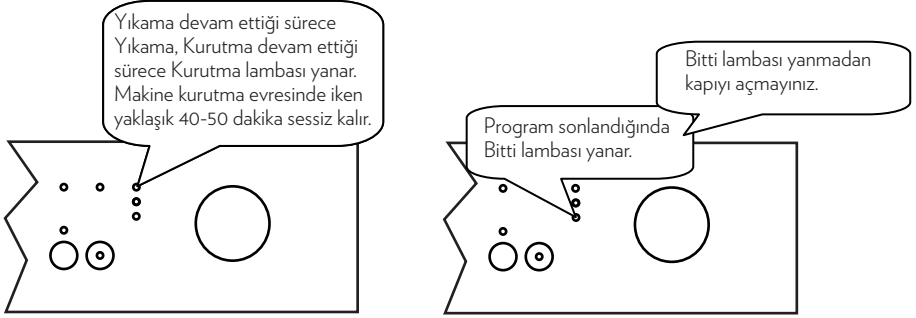 Yıkama devam ettiği sürece
Yıkama, Kurutma devam ettiği
sürece Kurutma lambası yanar.
Makine kurutma evresinde iken
yaklaşık 40-50 dakika sessiz kalır.
Program sonlandığında
Bitti lambası yanar.
Bitti lambası yanmadan
kapıyı açmayınız.